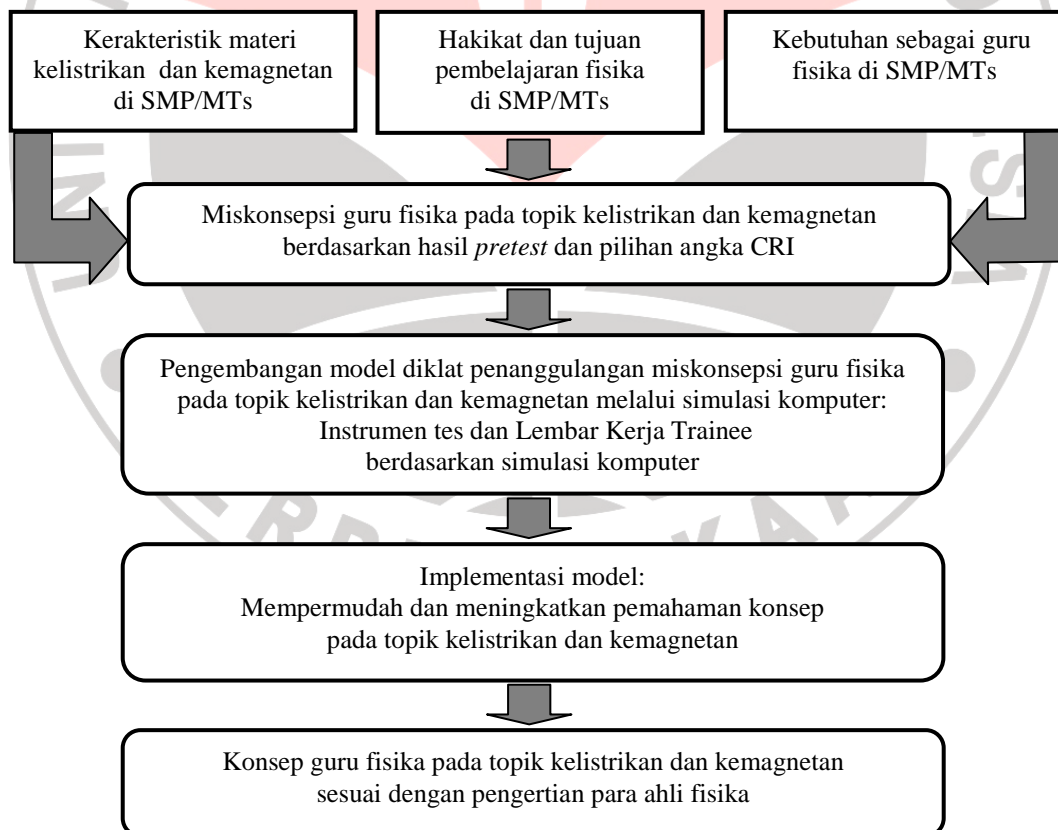 Kerakteristik materi
kelistrikan dan kemagnetan
di SMP/MTs
Hakikat dan tujuan
pembelajaran fisika
di SMP/MTs
Kebutuhan sebagai guru
fisika di SMP/MTs
Miskonsepsi guru fisika pada topik kelistrikan dan kemagnetan
berdasarkan hasil pretest dan pilihan angka CRI
Pengembangan model diklat penanggulangan miskonsepsi guru fisika
pada topik kelistrikan dan kemagnetan melalui simulasi komputer:
Instrumen tes dan Lembar Kerja Trainee
berdasarkan simulasi komputer
Implementasi model:
Mempermudah dan meningkatkan pemahaman konsep
pada topik kelistrikan dan kemagnetan
Konsep guru fisika pada topik kelistrikan dan kemagnetan
sesuai dengan pengertian para ahli fisika